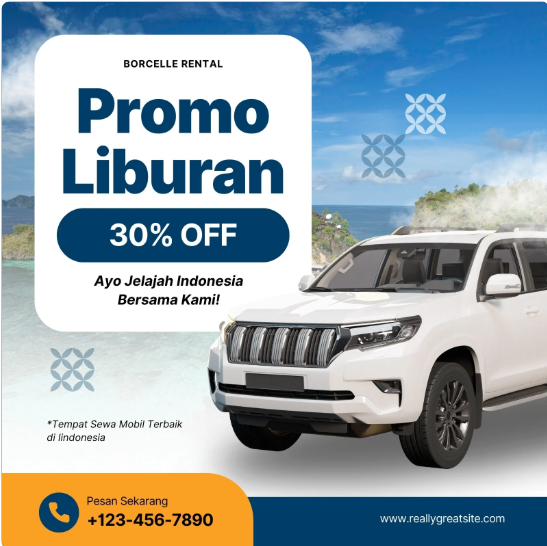 BORCELLE RENTAL
Promo
Liburan
30% OFF
Ayo Jelajah Indonesia
Bersama Kami!
*Tempat Sewa Mobil Terbaik
di Iindonesia
Pesan Sekarang
+123-456-7890
www.reallygreatsite.com